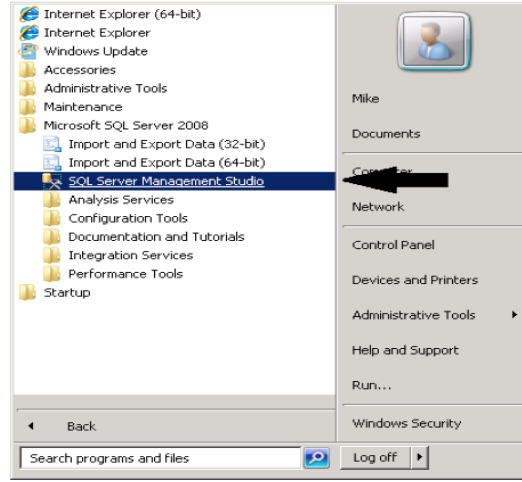 Internet Explorer (64-bit)
Internet Explorer
Windows Update
Accessories
Administrative Tools
Maintenance
Microsoft SQL Server 2008
Import and Export Data (32-bit)
Import and Export Data (64-bit)
SQL Server Management Studio
Analysis Services
Configuration Tools
Documentation and Tutorials
Integration Services
Performance Tools
Startup
Back
Search programs and files
Mike
Documents
Computer
Network
Control Panel
Devices and Printers
Administrative Tools
Help and Support
Run...
Windows Security
Log off